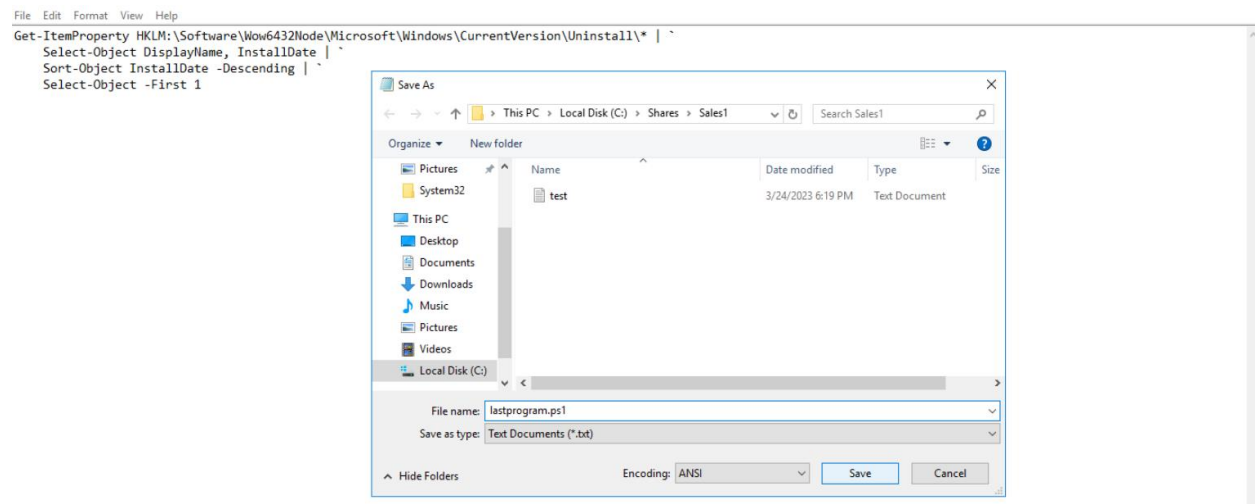 File Edit Format View Help
Get-ItemProperty HKLM:\Software\Wow6432Node\Microsoft\Windows\CurrentVersion\Uninstall\* | `
    Select-Object DisplayName, InstallDate | `
    Sort-Object InstallDate -Descending | `
    Select-Object -First 1
Save As
This PC > Local Disk (C:) > Shares > Sales1
Search Sales1
Organize
New folder
Name
Date modified
Type
Size
Pictures
System32
This PC
Desktop
Documents
Downloads
Music
Pictures
Videos
Local Disk (C:)
test
3/24/2023 6:19 PM
Text Document
File name: lastprogram.ps1
Save as type: Text Documents (*.txt)
Hide Folders
Encoding: ANSI
Save
Cancel